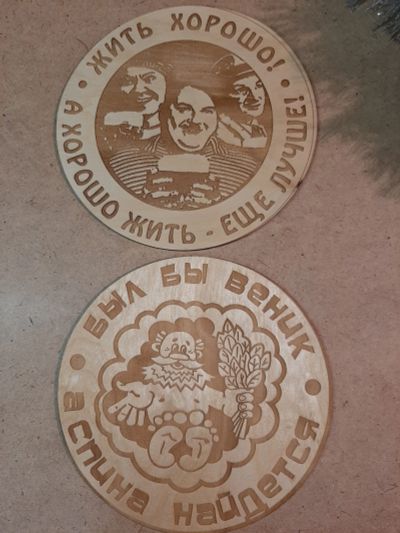 ЖИТЬ ХОРОШО!
А ХОРОШО ЖИТЬ - ЕЩЕ ЛУЧШЕ!
БЫЛ БЫ ВЕНИК
а спина найдется